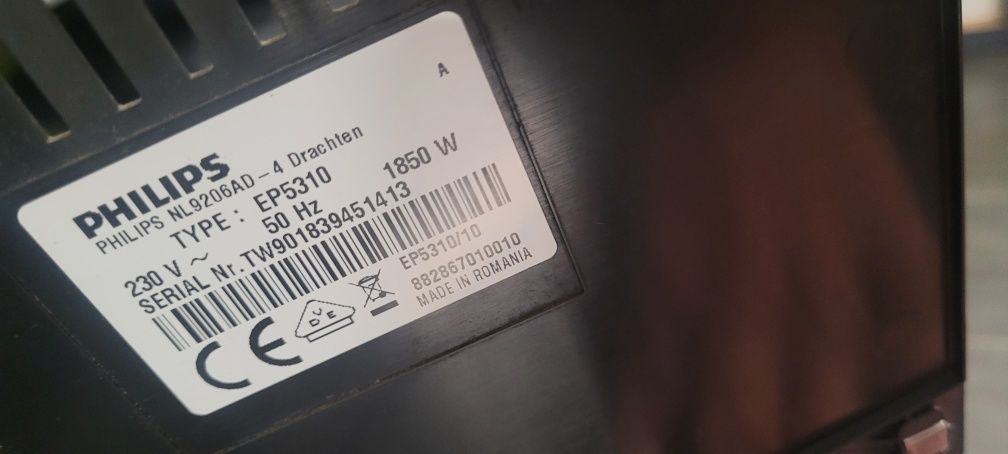 A
PHILIPS
PHILIPS NL9206AD-4 Drachten
TYPE: EP5310
230 V ~ 50 Hz 1850 W
SERIAL Nr. TW901839451413
EP5310/10
882867010010
MADE IN ROMANIA
CE
VDE